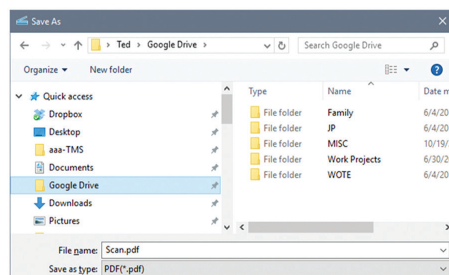 Save As
Ted > Google Drive >
Search Google Drive
Organize
New folder
Type Name Date m
Quick access
Dropbox
Desktop
aaa-TMS
Documents
Google Drive
Downloads
Pictures
File folder Family 6/4/20
File folder JP 6/4/20
File folder MISC 10/19/
File folder Work Projects 6/30/2
File folder WOTE 6/4/20
File name: Scan.pdf
Save as type: PDF(*.pdf)